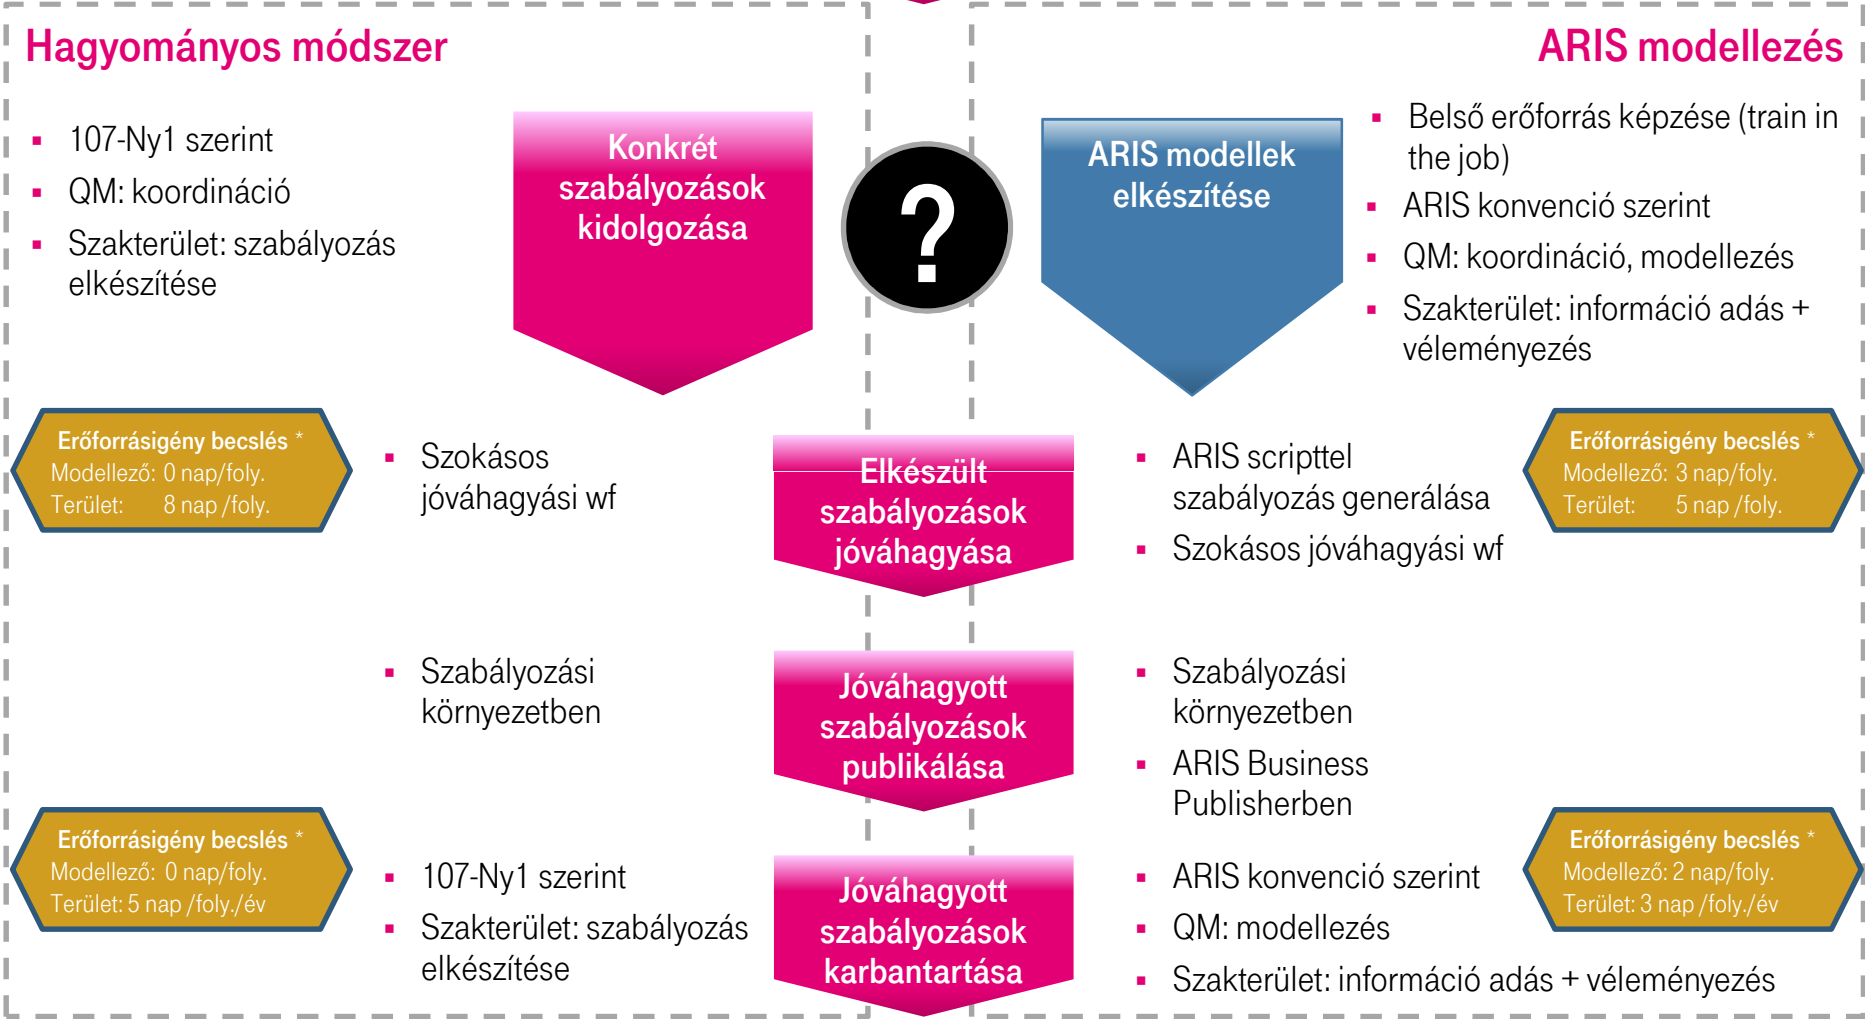 Hagyományos módszer
ARIS modellezés
▪ 107-Ny1 szerint
▪ QM: koordináció
▪ Szakterület: szabályozás
elkészítése
Konkrét
szabályozások
kidolgozása
?
ARIS modellek
elkészítése
▪ Belső erőforrás képzése (train in
the job)
▪ ARIS konvenció szerint
▪ QM: koordináció, modellezés
▪ Szakterület: információ adás +
véleményezés
Erőforrásigény becslés *
Modellező: 0 nap/foly.
Terület: 8 nap /foly.
▪ Szokásos
jóváhagyási wf
Elkészült
szabályozások
jóváhagyása
▪ ARIS scripttel
szabályozás generálása
▪ Szokásos jóváhagyási wf
Erőforrásigény becslés *
Modellező: 3 nap/foly.
Terület: 5 nap /foly.
▪ Szabályozási
környezetben
Jóváhagyott
szabályozások
publikálása
▪ Szabályozási
környezetben
▪ ARIS Business
Publisherben
Erőforrásigény becslés *
Modellező: 0 nap/foly.
Terület: 5 nap /foly./év
▪ 107-Ny1 szerint
▪ Szakterület: szabályozás
elkészítése
Jóváhagyott
szabályozások
karbantartása
▪ ARIS konvenció szerint
▪ QM: modellezés
▪ Szakterület: információ adás + véleményezés
Erőforrásigény becslés *
Modellező: 2 nap/foly.
Terület: 3 nap /foly./év